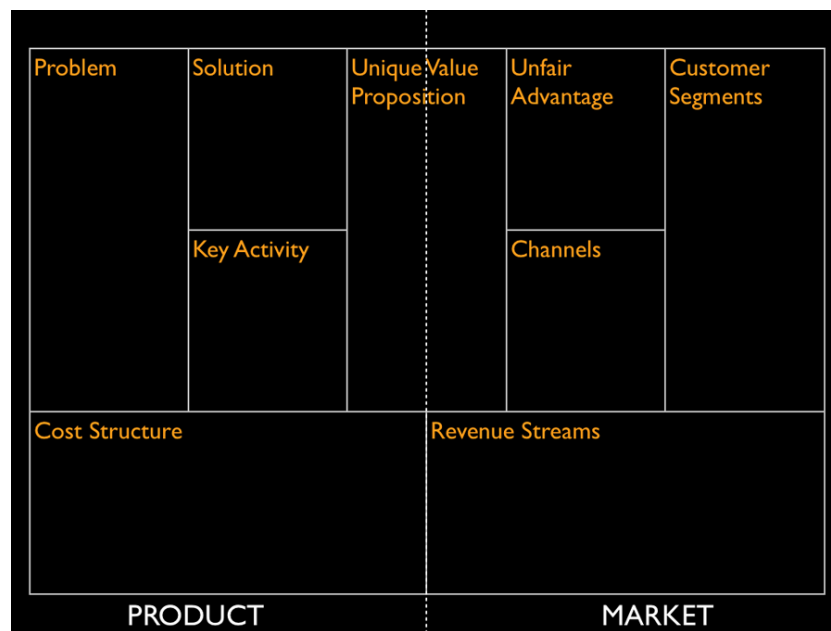 Problem
Solution
Unique Value
Proposition
Unfair
Advantage
Customer
Segments
Key Activity
Channels
Cost Structure
Revenue Streams
PRODUCT
MARKET